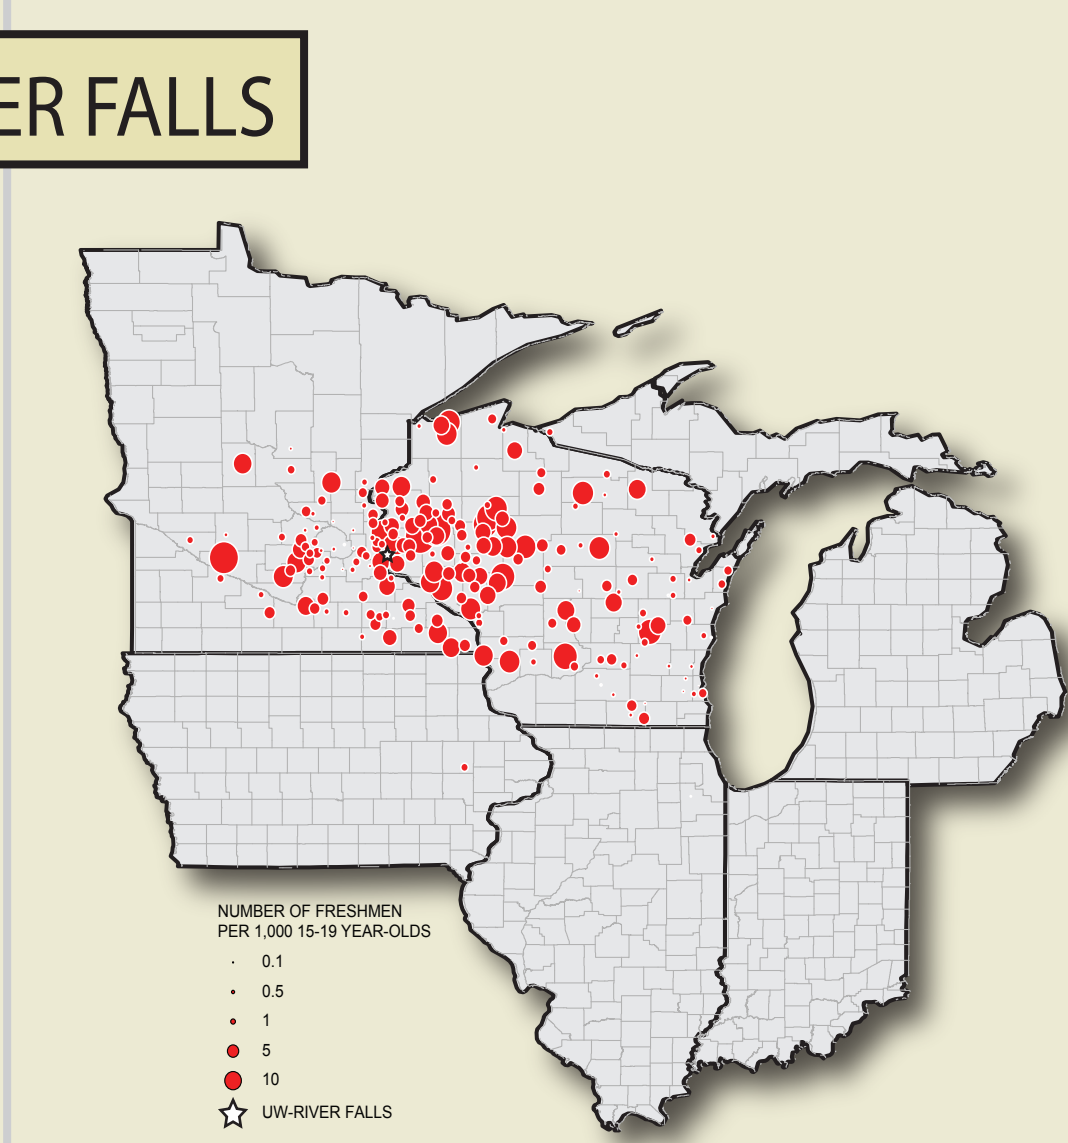 ER FALLS
NUMBER OF FRESHMEN
PER 1,000 15-19 YEAR-OLDS
0.1
0.5
1
5
10
UW-RIVER FALLS